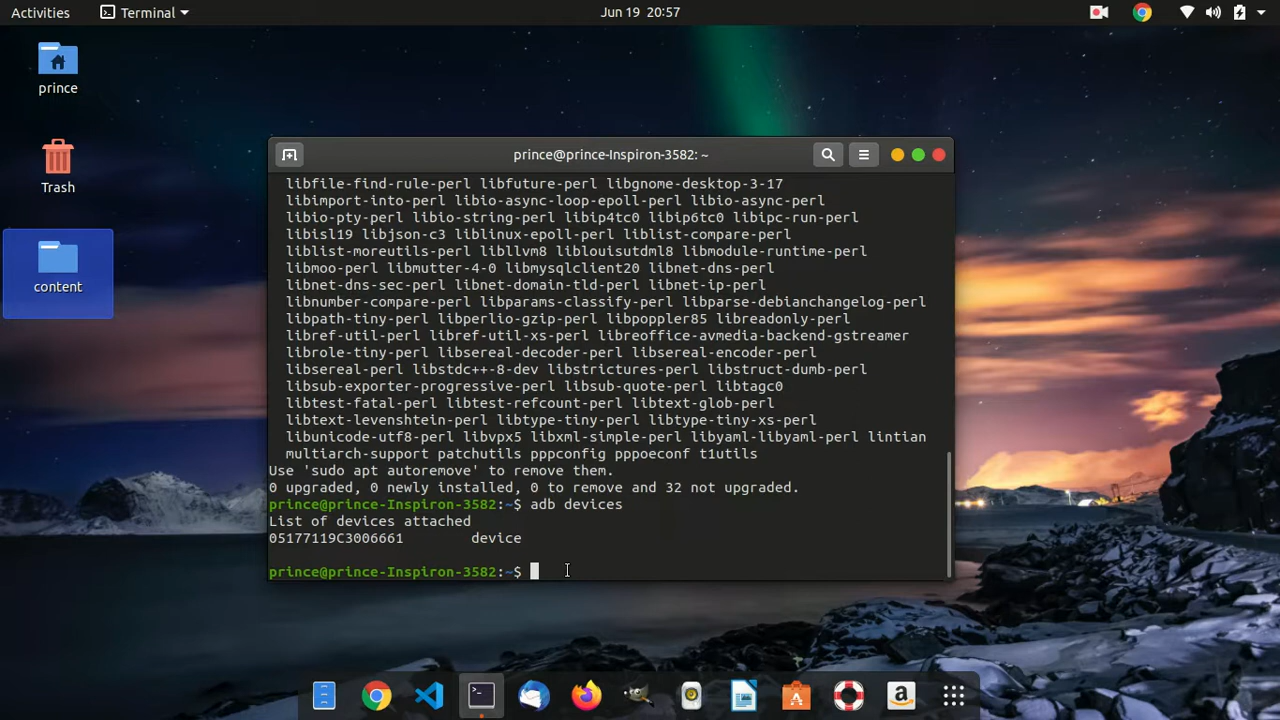 Activities
Terminal
Jun 19 20:57
prince
Trash
content
prince@prince-Inspiron-3582: ~
libfile-find-rule-perl libfuture-perl libgnome-desktop-3-17
libimport-into-perl libio-async-loop-epoll-perl libio-async-perl
libio-pty-perl libio-string-perl libip4tc0 libip6tc0 libipc-run-perl
libisl19 libjson-c3 liblinux-epoll-perl liblist-compare-perl
liblist-moreutils-perl libllvm8 liblouisutdml8 libmodule-runtime-perl
libmoo-perl libmutter-4-0 libmysqlclient20 libnet-dns-perl
libnet-dns-sec-perl libnet-domain-tld-perl libnet-ip-perl
libnumber-compare-perl libparams-classify-perl libparse-debianchangelog-perl
libpath-tiny-perl libperlio-gzip-perl libpoppler85 libreadonly-perl
libref-util-perl libref-util-xs-perl libreoffice-avmedia-backend-gstreamer
librole-tiny-perl libsereal-decoder-perl libsereal-encoder-perl
libsereal-perl libstdc++-8-dev libstrictures-perl libstruct-dumb-perl
libsub-exporter-progressive-perl libsub-quote-perl libtagc0
libtest-fatal-perl libtest-refcount-perl libtext-glob-perl
libtext-levenshtein-perl libtype-tiny-perl libtype-tiny-xs-perl
libunicode-utf8-perl libvpx5 libxml-simple-perl libyaml-libyaml-perl lintian
multiarch-support patchutils pppconfig pppoeconf t1utils
Use 'sudo apt autoremove' to remove them.
0 upgraded, 0 newly installed, 0 to remove and 32 not upgraded.
prince@prince-Inspiron-3582:~$ adb devices
List of devices attached
05177119C3006661 device
prince@prince-Inspiron-3582:~$